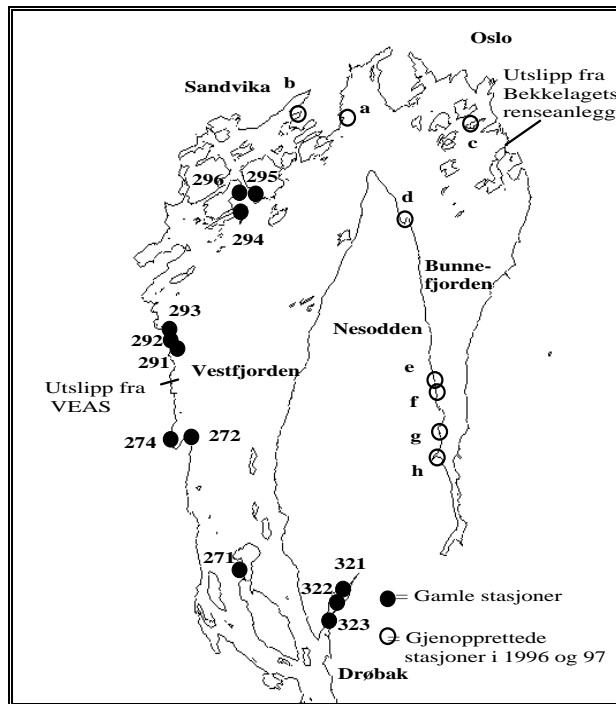 Oslo
Utslipp fra
Bekkelagets
renseanlegg
Sandvika
b
a
c
296
295
294
d
Bunne-
fjorden
293
292
291
Nesodden
Vestfjorden
Utslipp fra
VEAS
e
f
g
h
274
272
271
321
322
323
= Gamle stasjoner
= Gjenopprettede
stasjoner i 1996 og 97
Drøbak